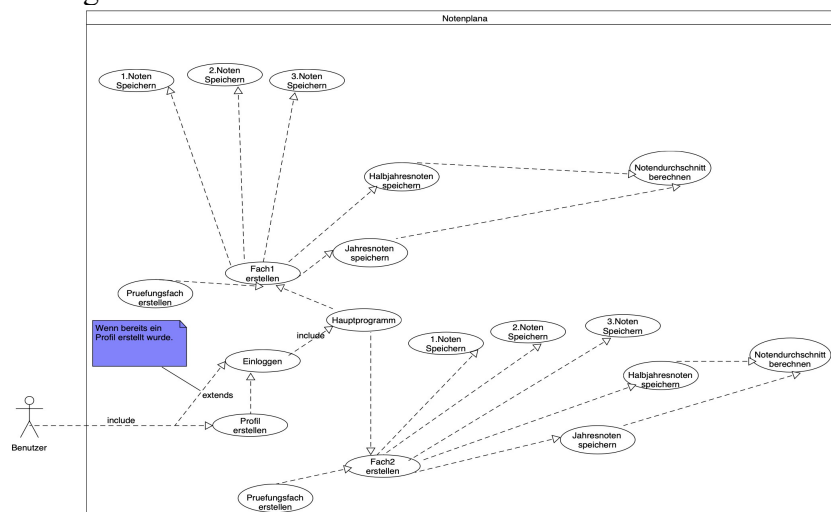 Notenplana
1.Noten
Speichern
2.Noten
Speichern
3.Noten
Speichern
Halbjahresnoten
speichern
Notendurchschnitt
berechnen
Jahresnoten
speichern
Fach1
erstellen
Pruefungsfach
erstellen
Hauptprogramm
Wenn bereits ein
Profil erstellt wurde.
include
Einloggen
extends
include
Profil
erstellen
Benutzer
1.Noten
Speichern
2.Noten
Speichern
3.Noten
Speichern
Halbjahresnoten
speichern
Notendurchschnitt
berechnen
Jahresnoten
speichern
Fach2
erstellen
Pruefungsfach
erstellen